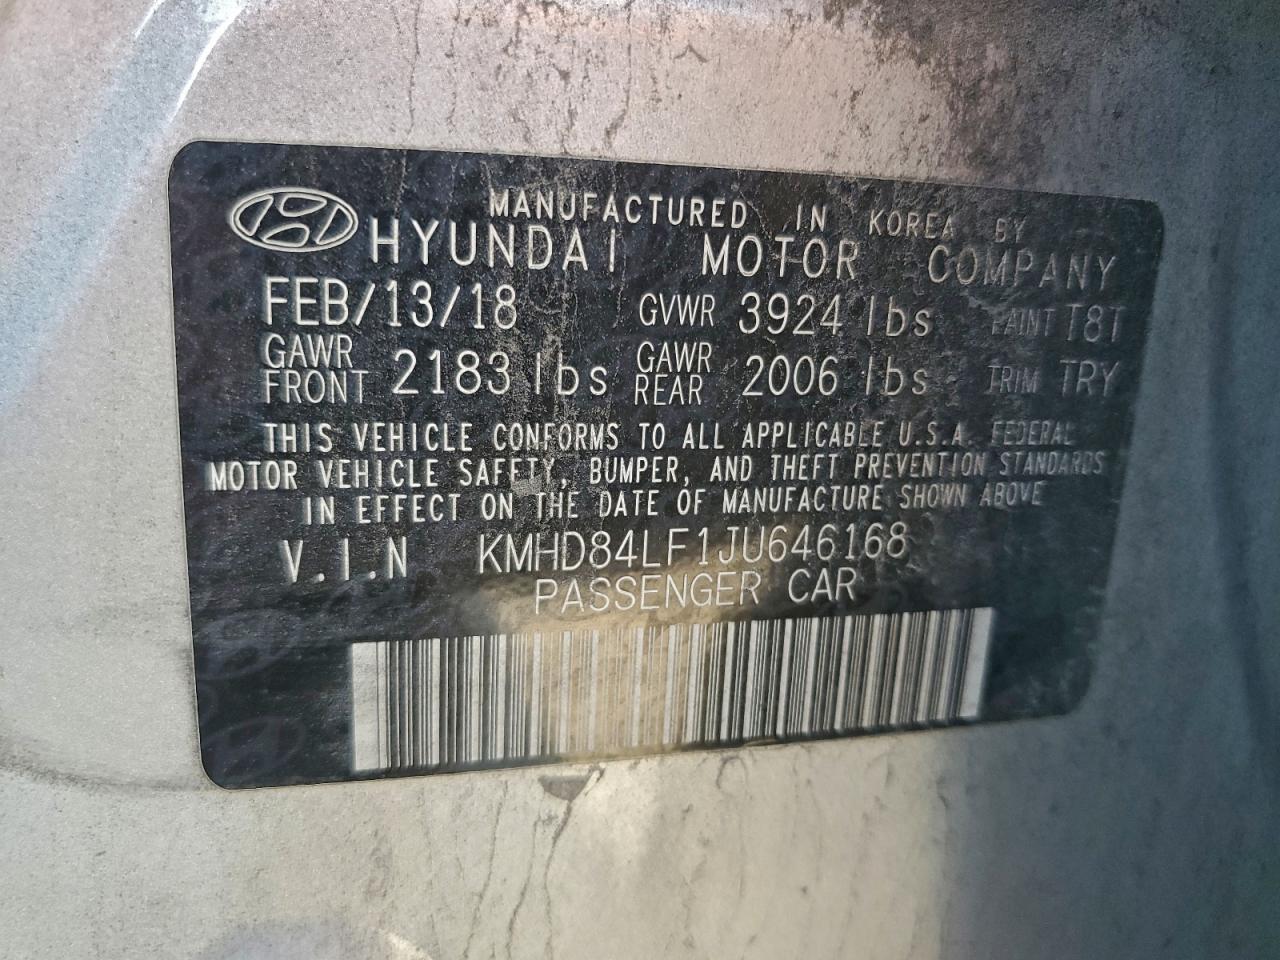 MANUFACTURED IN KOREA BY
HYUNDAI MOTOR COMPANY
FEB/13/18 GVWR 3924 lbs PAINT T8T
GAWR FRONT 2183 lbs GAWR REAR 2006 lbs TRIM TRY
THIS VEHICLE CONFORMS TO ALL APPLICABLE U.S.A. FEDERAL
MOTOR VEHICLE SAFETY, BUMPER, AND THEFT PREVENTION STANDARDS
IN EFFECT ON THE DATE OF MANUFACTURE SHOWN ABOVE
V.I.N KMHD84LF1JU646168
PASSENGER CAR